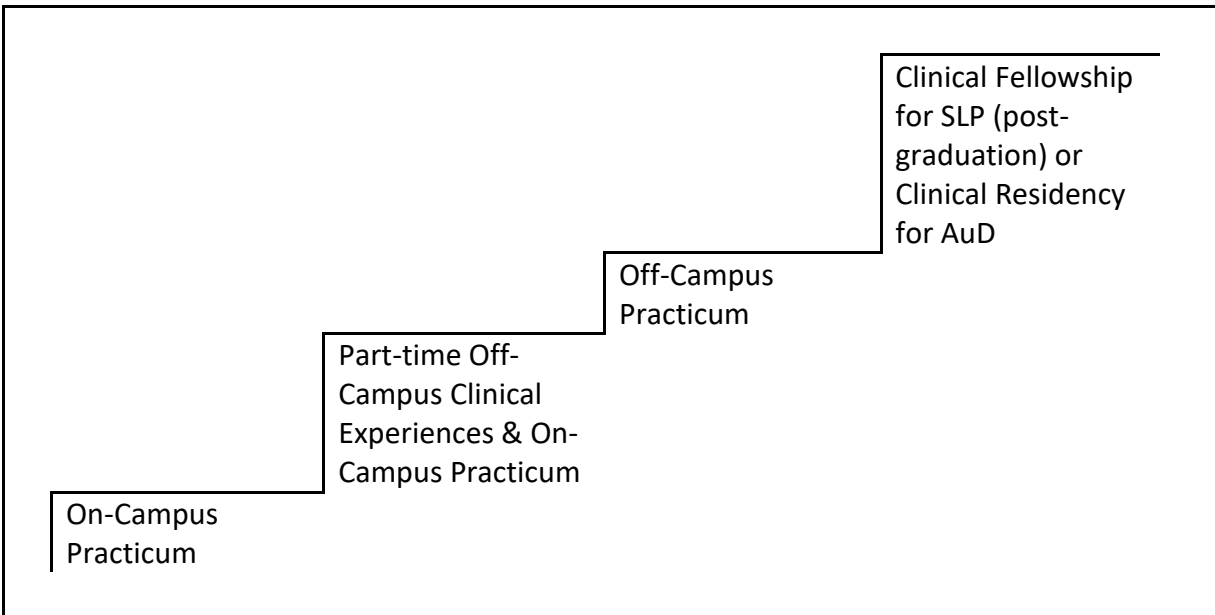 Clinical Fellowship
for SLP (post-
graduation) or
Clinical Residency
for AuD
Off-Campus
Practicum
Part-time Off-
Campus Clinical
Experiences & On-
Campus Practicum
On-Campus
Practicum